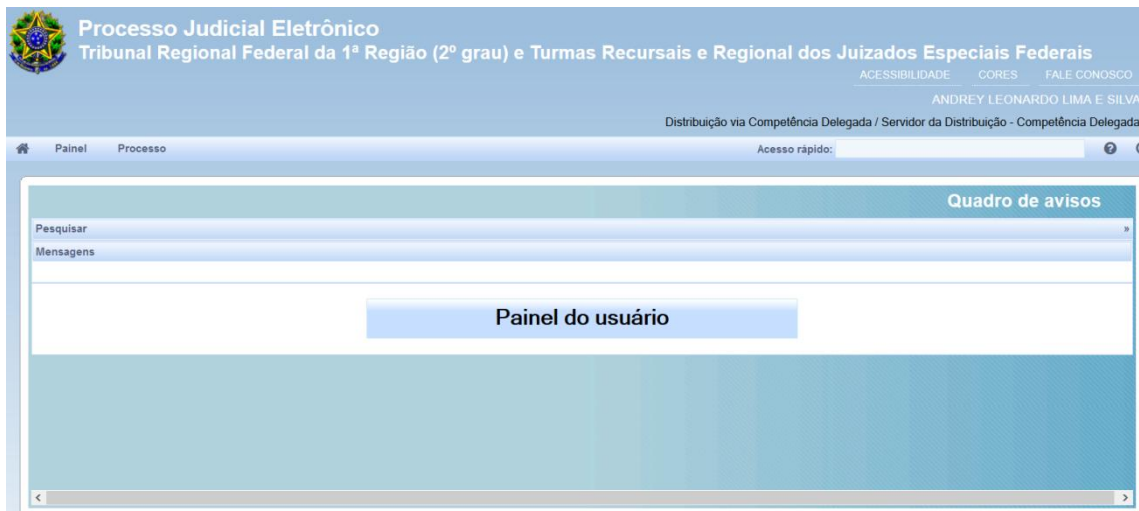 Processo Judicial Eletrônico
Tribunal Regional Federal da 1ª Região (2º grau) e Turmas Recursais e Regional dos Juizados Especiais Federais
ACESSIBILIDADE CORES FALE CONOSCO
ANDREY LEONARDO LIMA E SILVA
Distribuição via Competência Delegada / Servidor da Distribuição - Competência Delegada
Painel Processo Acesso rápido:
Quadro de avisos
Pesquisar »
Mensagens
Painel do usuário